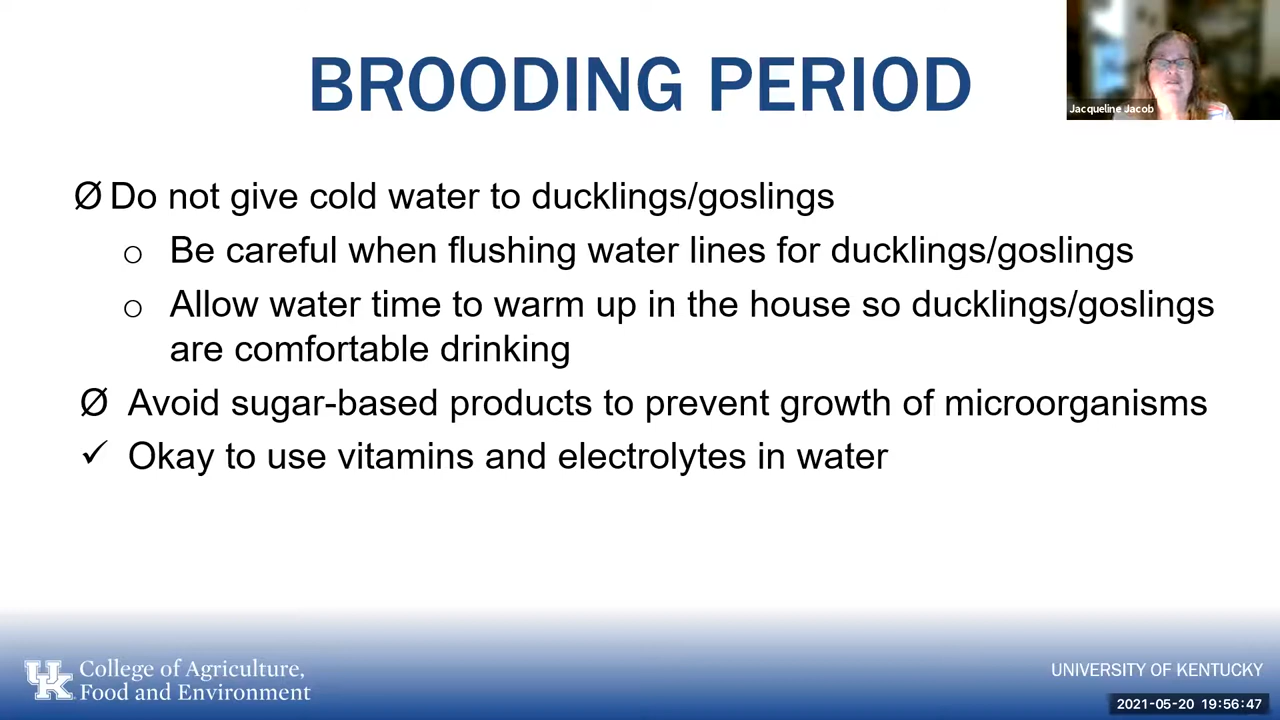 BROODING PERIOD
Jacqueline Jacob
Ø Do not give cold water to ducklings/goslings
o Be careful when flushing water lines for ducklings/goslings
o Allow water time to warm up in the house so ducklings/goslings
are comfortable drinking
Ø Avoid sugar-based products to prevent growth of microorganisms
✓ Okay to use vitamins and electrolytes in water
UK
College of Agriculture,
Food and Environment
UNIVERSITY OF KENTUCKY
2021-05-20 19:56:47